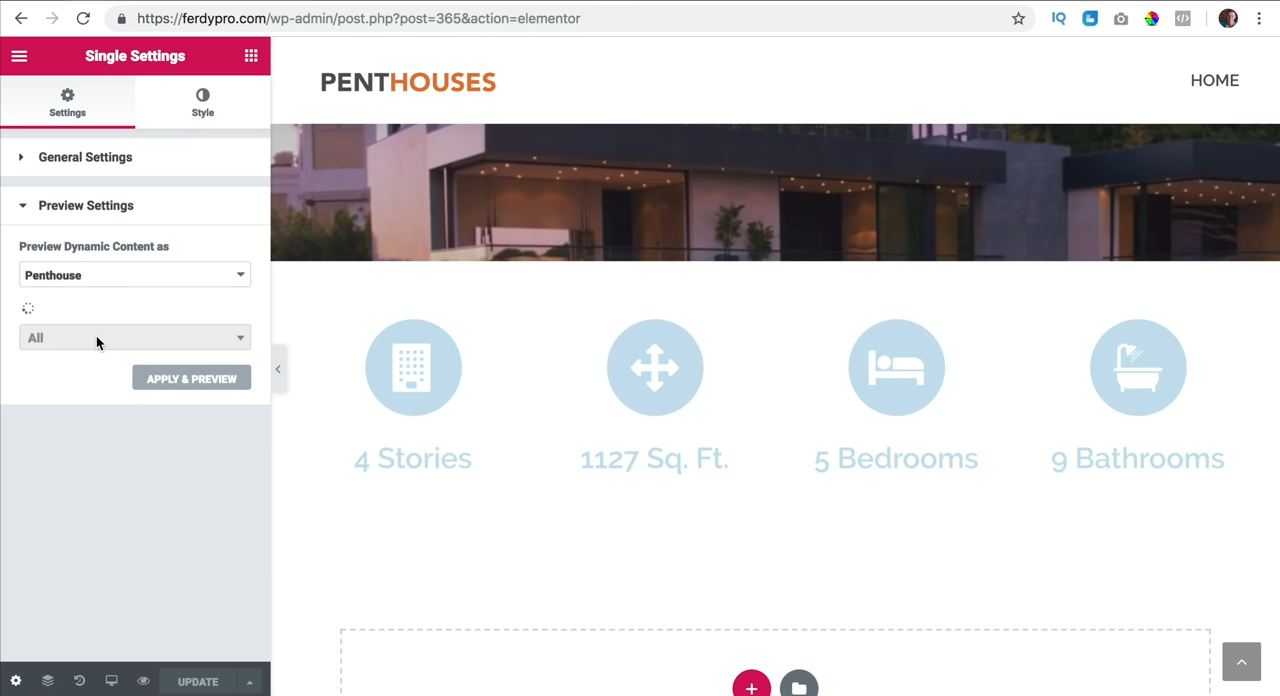 https://ferdypro.com/wp-admin/post.php?post=365&action=elementor
IQ
Single Settings
Settings
Style
General Settings
Preview Settings
Preview Dynamic Content as
Penthouse
All
APPLY & PREVIEW
UPDATE
PENTHOUSES
HOME
4 Stories
1127 Sq. Ft.
5 Bedrooms
9 Bathrooms